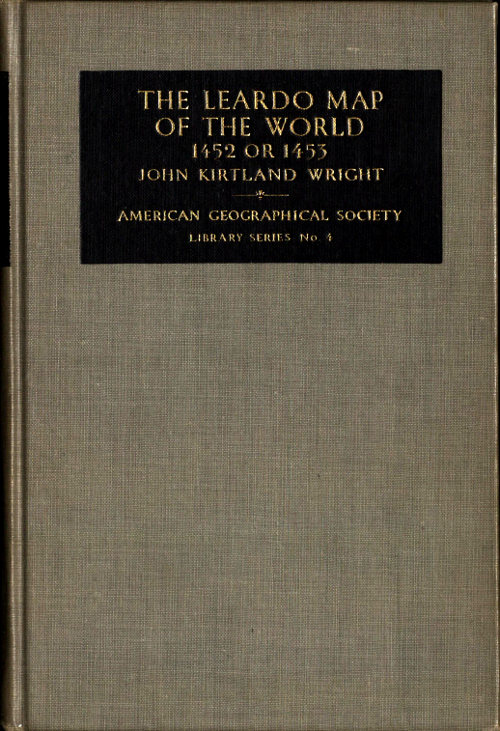 THE LEARDO MAP
OF THE WORLD
1452 OR 1453
JOHN KIRTLAND WRIGHT
AMERICAN GEOGRAPHICAL SOCIETY
LIBRARY SERIES No. 4